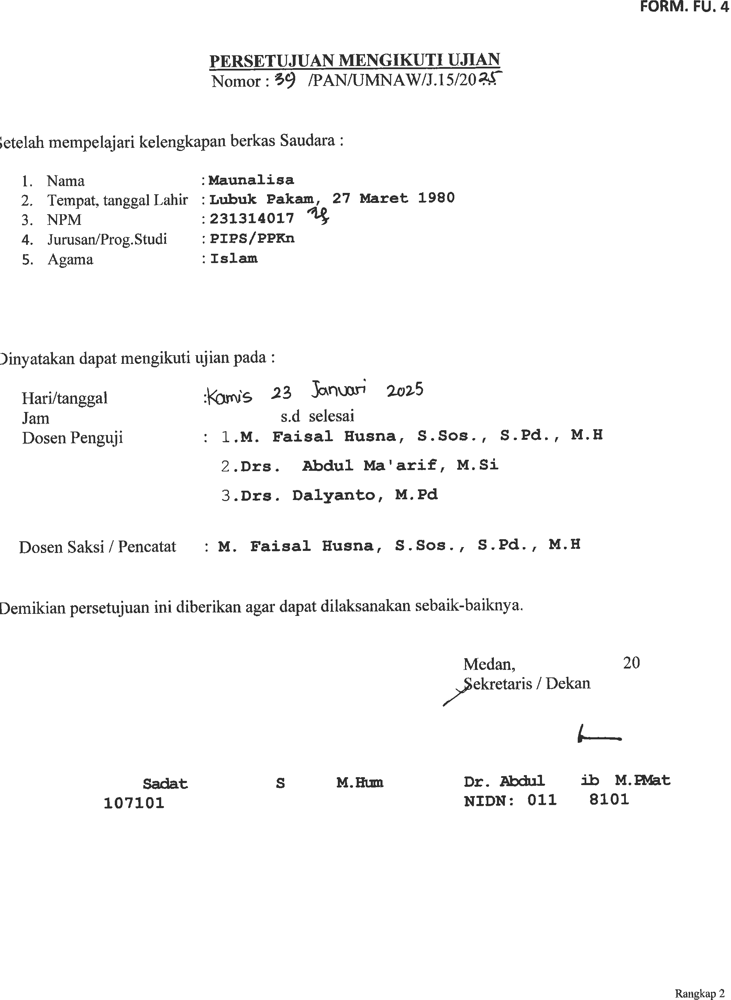 FORM. FU. 4
PERSETUJUAN MENGIKUTI UJIAN
Nomor : 39 /PAN/UMNAW/J.15/2025
Setelah mempelajari kelengkapan berkas Saudara :
1. Nama : Maunalisa
2. Tempat, tanggal Lahir : Lubuk Pakam, 27 Maret 1980
3. NPM : 231314017
4. Jurusan/Prog.Studi : PIPS/PPKn
5. Agama : Islam
Dinyatakan dapat mengikuti ujian pada :
Hari/tanggal : Kamis 23 Januari 2025
Jam s.d selesai
Dosen Penguji : 1.M. Faisal Husna, S.Sos., S.Pd., M.H
2.Drs. Abdul Ma'arif, M.Si
3.Drs. Dalyanto, M.Pd
Dosen Saksi / Pencatat : M. Faisal Husna, S.Sos., S.Pd., M.H
Demikian persetujuan ini diberikan agar dapat dilaksanakan sebaik-baiknya.
Medan, 20
Sekretaris / Dekan
Sadat S M.Hum Dr. Abdul ib M.PMat
107101 NIDN: 011 8101
Rangkap 2